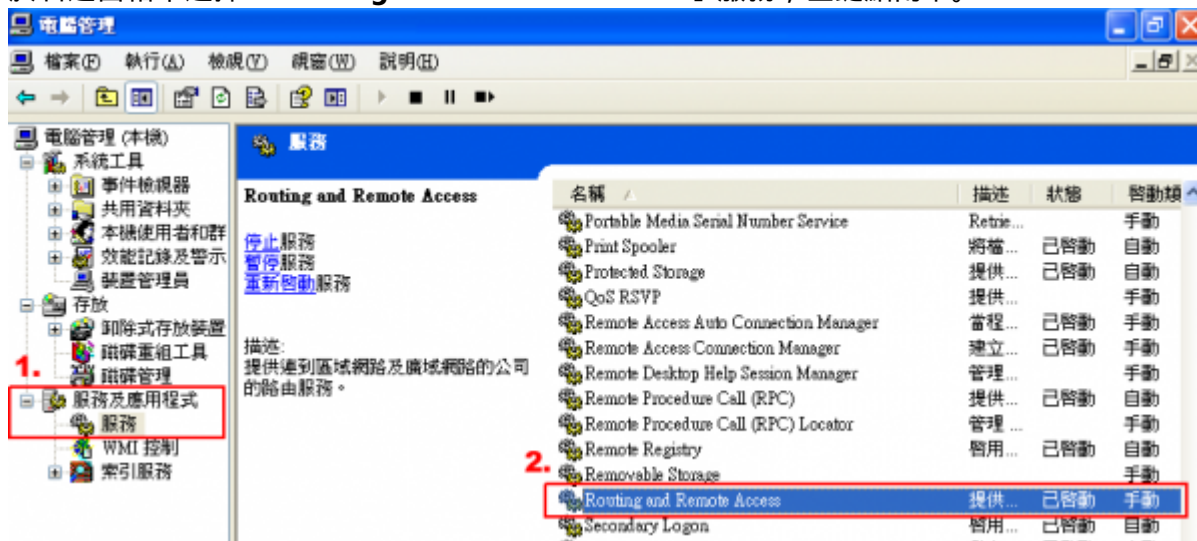 電腦管理
檔案(F) 執行(A) 檢視(V) 視窗(W) 說明(H)
電腦管理 (本機)
系統工具
事件檢視器
共用資料夾
本機使用者和群
效能記錄及警示
裝置管理員
存放
卸除式存放裝置
磁碟重組工具
磁碟管理
1.
服務及應用程式
服務
WMI 控制
索引服務
服務
Routing and Remote Access
停止服務
暫停服務
重新啟動服務
描述:
提供連到區域網路及廣域網路的公司
的路由服務。
名稱 描述 狀態 啟動類
Portable Media Serial Number Service Retrie... 手動
Print Spooler 將檔... 已啟動 自動
Protected Storage 提供... 已啟動 自動
QoS RSVP 提供... 手動
Remote Access Auto Connection Manager 當程... 已啟動 手動
Remote Access Connection Manager 建立... 已啟動 手動
Remote Desktop Help Session Manager 管理... 手動
Remote Procedure Call (RPC) 提供... 已啟動 自動
Remote Procedure Call (RPC) Locator 管理 ... 手動
Remote Registry 啟用... 已啟動 自動
Removable Storage 手動
2.
Routing and Remote Access 提供... 已啟動 手動
Secondary Logon 啟用... 已啟動 自動